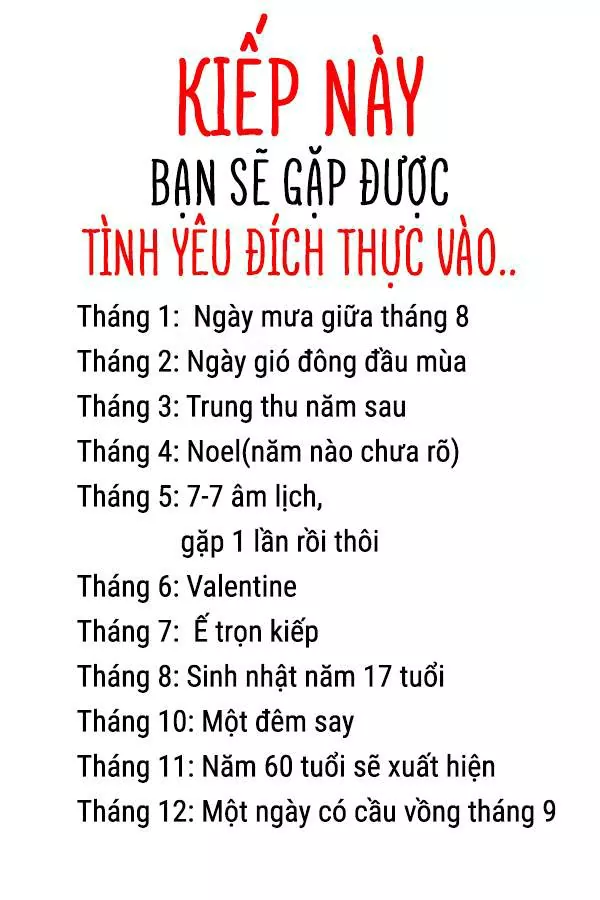 KIẾP NÀY
BẠN SẼ GẶP ĐƯỢC
TÌNH YÊU ĐÍCH THỰC VÀO..
Tháng 1: Ngày mưa giữa tháng 8
Tháng 2: Ngày gió đông đầu mùa
Tháng 3: Trung thu năm sau
Tháng 4: Noel(năm nào chưa rõ)
Tháng 5: 7-7 âm lịch,
gặp 1 lần rồi thôi
Tháng 6: Valentine
Tháng 7: Ế trọn kiếp
Tháng 8: Sinh nhật năm 17 tuổi
Tháng 10: Một đêm say
Tháng 11: Năm 60 tuổi sẽ xuất hiện
Tháng 12: Một ngày có cầu vồng tháng 9